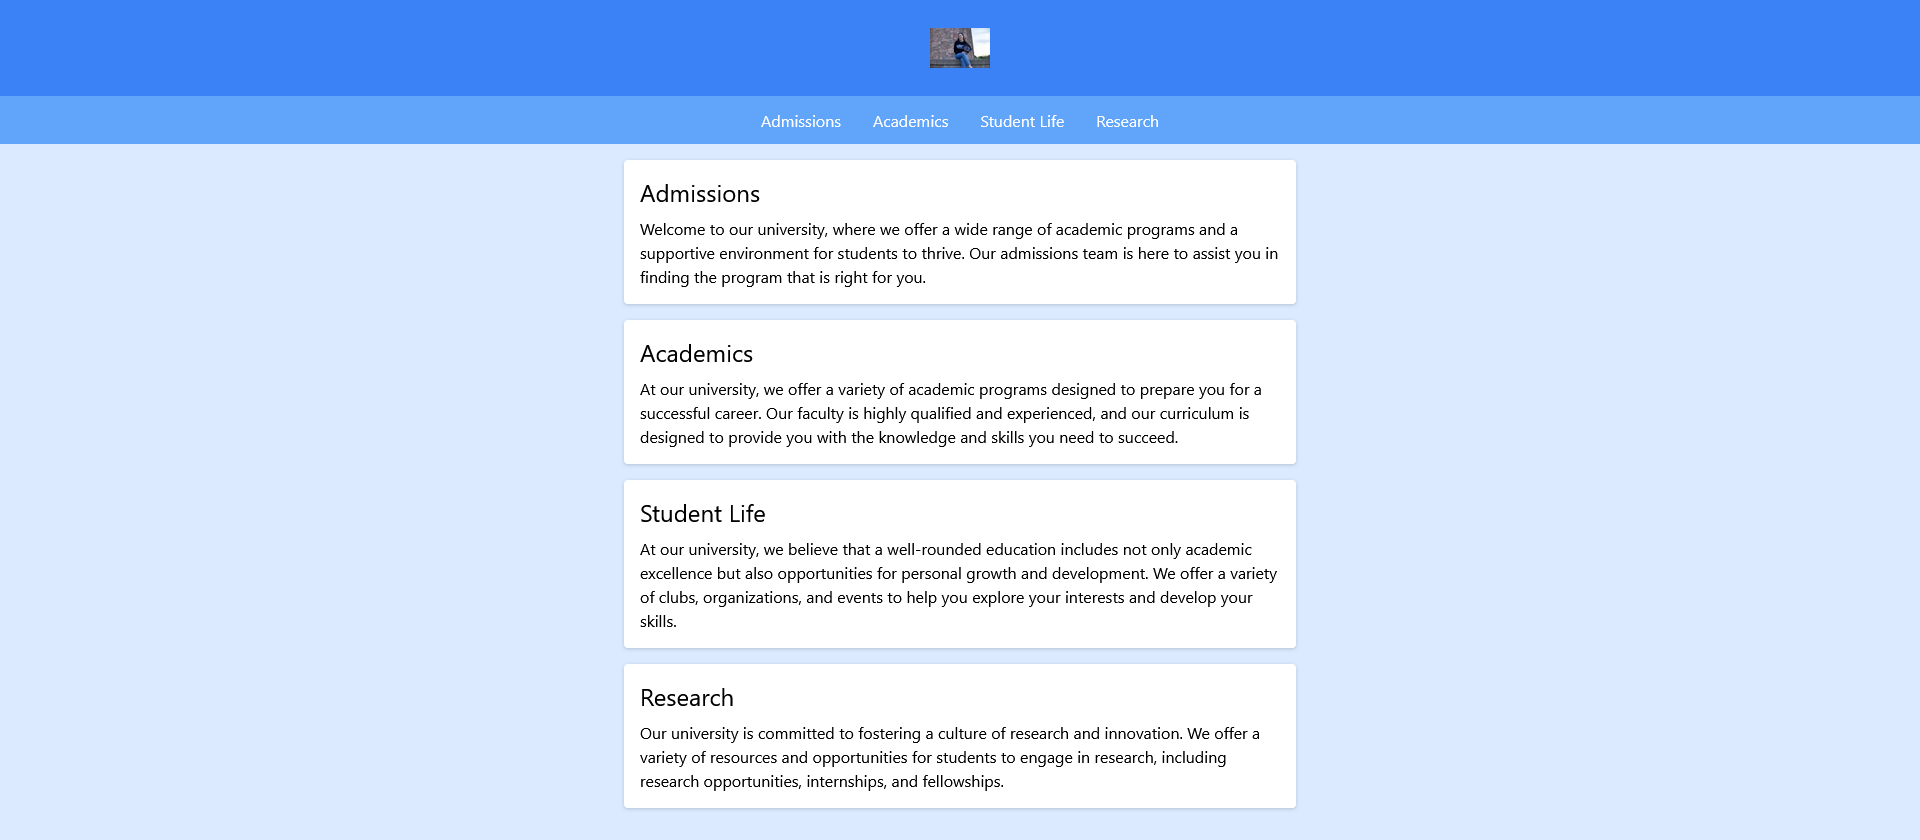 Admissions Academics Student Life Research
Admissions
Welcome to our university, where we offer a wide range of academic programs and a
supportive environment for students to thrive. Our admissions team is here to assist you in
finding the program that is right for you.
Academics
At our university, we offer a variety of academic programs designed to prepare you for a
successful career. Our faculty is highly qualified and experienced, and our curriculum is
designed to provide you with the knowledge and skills you need to succeed.
Student Life
At our university, we believe that a well-rounded education includes not only academic
excellence but also opportunities for personal growth and development. We offer a variety
of clubs, organizations, and events to help you explore your interests and develop your
skills.
Research
Our university is committed to fostering a culture of research and innovation. We offer a
variety of resources and opportunities for students to engage in research, including
research opportunities, internships, and fellowships.